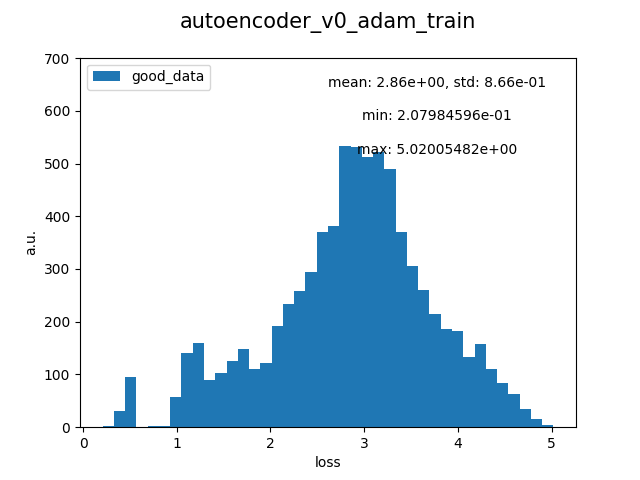 autoencoder_v0_adam_train
good_data
mean: 2.86e+00, std: 8.66e-01
min: 2.07984596e-01
max: 5.02005482e+00
700
600
500
400
300
200
100
0
a.u.
0 1 2 3 4 5
loss